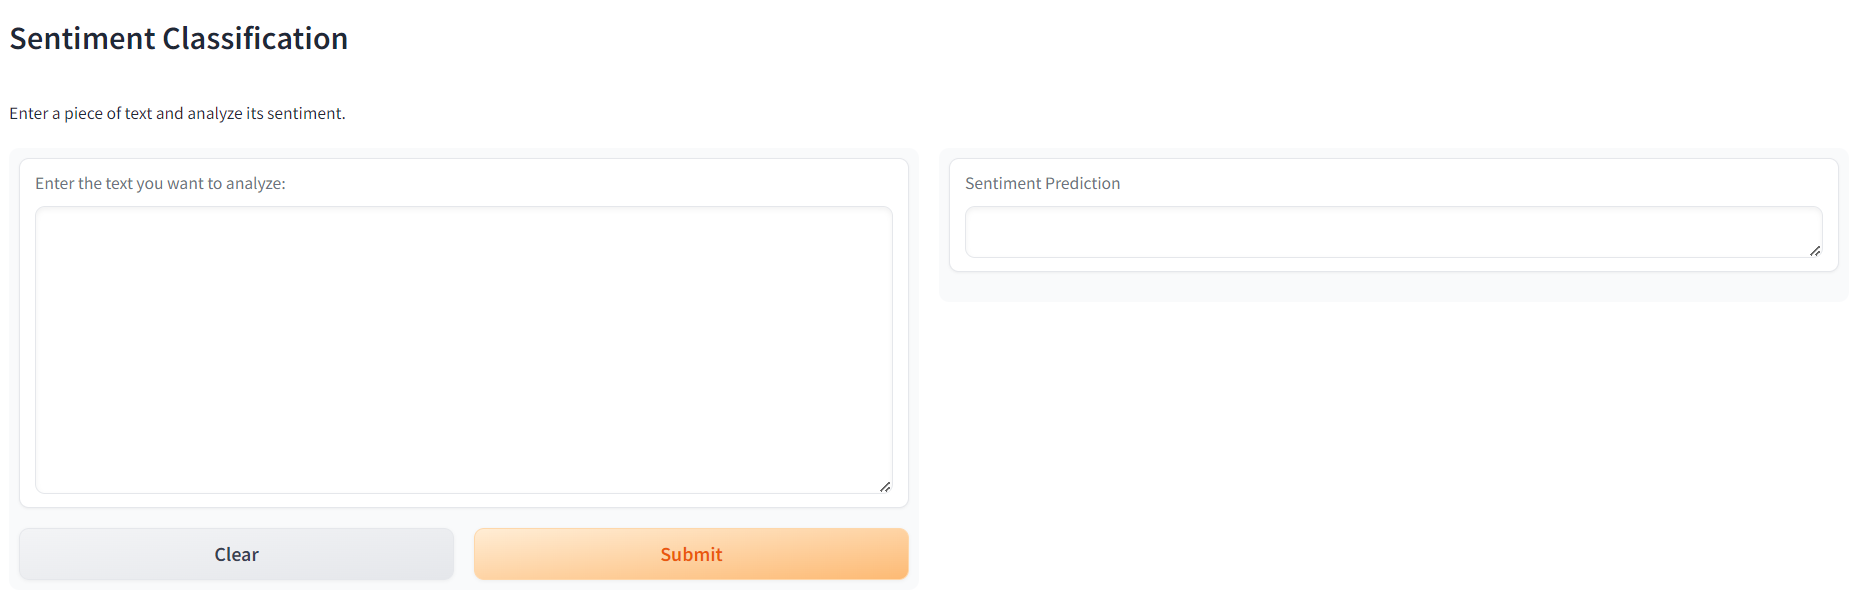 Sentiment Classification
Enter a piece of text and analyze its sentiment.
Enter the text you want to analyze:
Sentiment Prediction
Clear
Submit